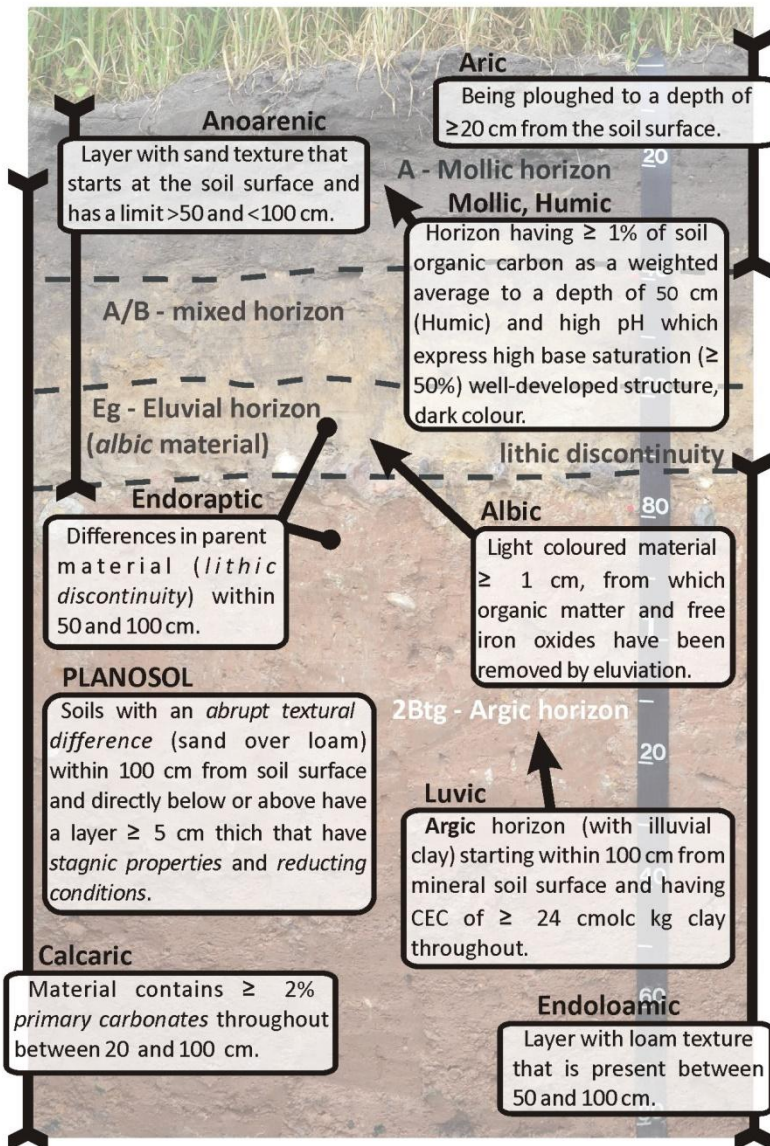 Aric
Being ploughed to a depth of
≥20 cm from the soil surface.
20
Anoarenic
Layer with sand texture that
starts at the soil surface and
has a limit >50 and <100 cm.
A - Mollic horizon
Mollic, Humic
Horizon having ≥ 1% of soil
organic carbon as a weighted
average to a depth of 50 cm
(Humic) and high pH which
express high base saturation (≥
50%) well-developed structure,
dark colour.
A/B - mixed horizon
Eg - Eluvial horizon
(albic material)
lithic discontinuity
80
Endoraptic
Differences in parent
material (lithic
discontinuity) within
50 and 100 cm.
Albic
Light coloured material
≥ 1 cm, from which
organic matter and free
iron oxides have been
removed by eluviation.
PLANOSOL
Soils with an abrupt textural
difference (sand over loam)
within 100 cm from soil surface
and directly below or above have
a layer ≥ 5 cm thich that have
stagnic properties and reducting
conditions.
2Btg - Argic horizon
20
Luvic
Argic horizon (with illuvial
clay) starting within 100 cm from
mineral soil surface and having
CEC of ≥ 24 cmolc kg clay
throughout.
40
Calcaric
Material contains ≥ 2%
primary carbonates throughout
between 20 and 100 cm.
60
Endoloamic
Layer with loam texture
that is present between
50 and 100 cm.